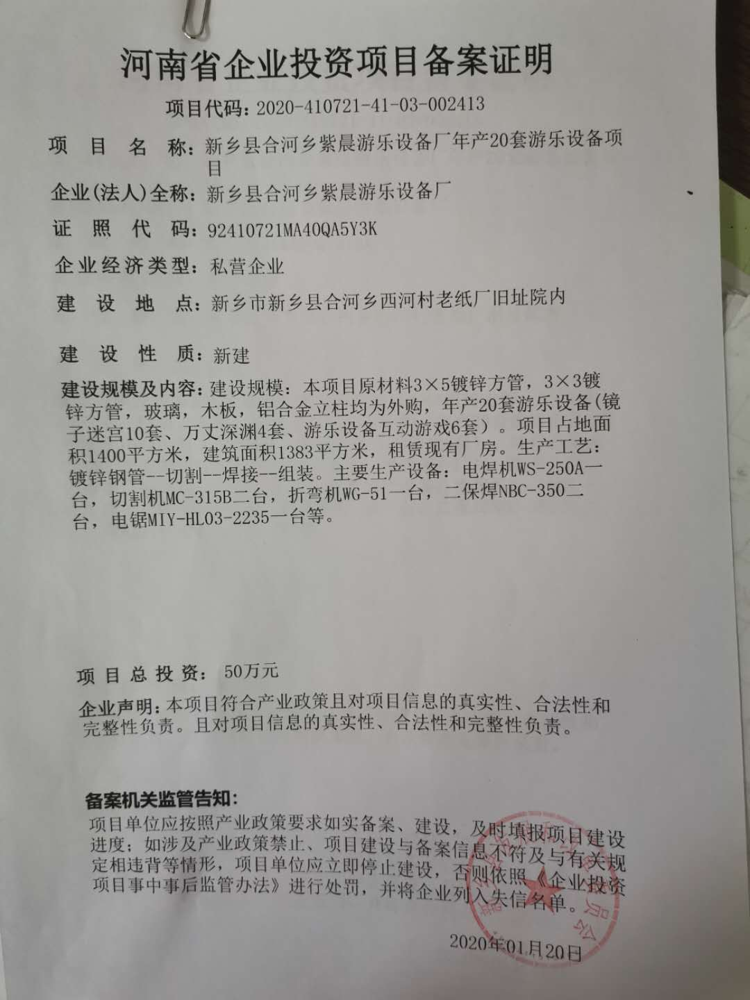 河南省企业投资项目备案证明
项目代码：2020-410721-41-03-002413
项 目 名 称：新乡县合河乡紫晨游乐设备厂年产20套游乐设备项
目
企业(法人)全称：新乡县合河乡紫晨游乐设备厂
证 照 代 码：92410721MA40QA5Y3K
企业经济类型：私营企业
建 设 地 点：新乡市新乡县合河乡西河村老纸厂旧址院内
建 设 性 质：新建
建设规模及内容：建设规模：本项目原材料3×5镀锌方管，3×3镀
锌方管，玻璃，木板，铝合金立柱均为外购，年产20套游乐设备(镜
子迷宫10套、万丈深渊4套、游乐设备互动游戏6套）。项目占地面
积1400平方米，建筑面积1383平方米，租赁现有厂房。生产工艺：
镀锌钢管--切割--焊接--组装。主要生产设备：电焊机WS-250A一
台，切割机MC-315B二台，折弯机WG-51一台，二保焊NBC-350二
台，电锯MIY-HL03-2235一台等。
项目总投资：50万元
企业声明：本项目符合产业政策且对项目信息的真实性、合法性和
完整性负责。且对项目信息的真实性、合法性和完整性负责。
备案机关监管告知：
项目单位应按照产业政策要求如实备案、建设，及时填报项目建设
进度；如涉及产业政策禁止、项目建设与备案信息不符及与有关规
定相违背等情形，项目单位应立即停止建设，否则依照《企业投资
项目事中事后监管办法》进行处罚，并将企业列入失信名单。
2020年01月20日